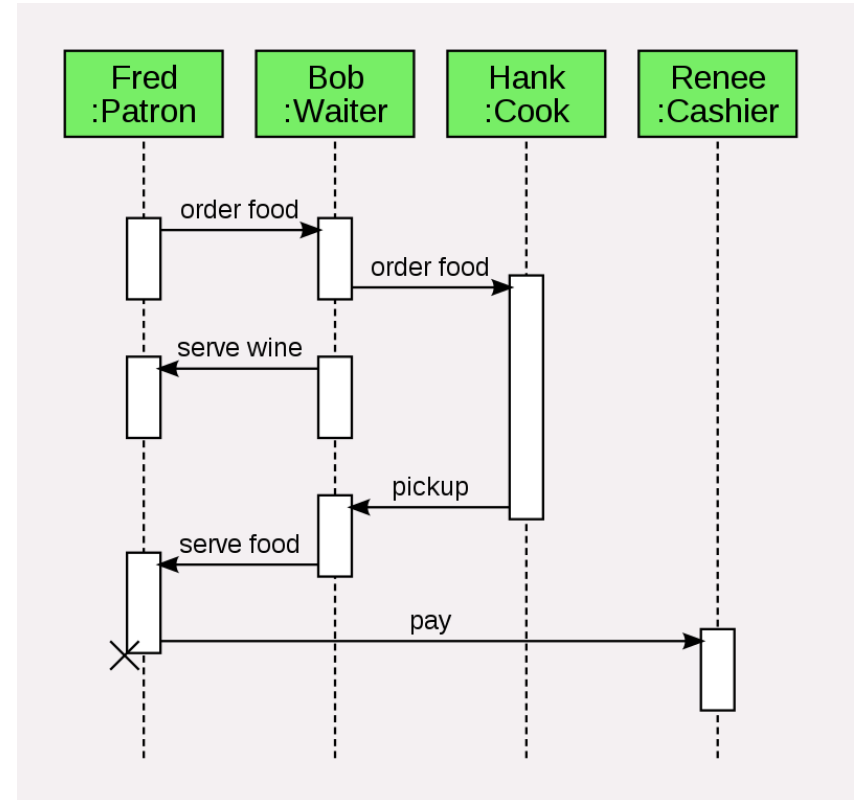 Fred
:Patron
Bob
:Waiter
Hank
:Cook
Renee
:Cashier
order food
order food
serve wine
pickup
serve food
pay